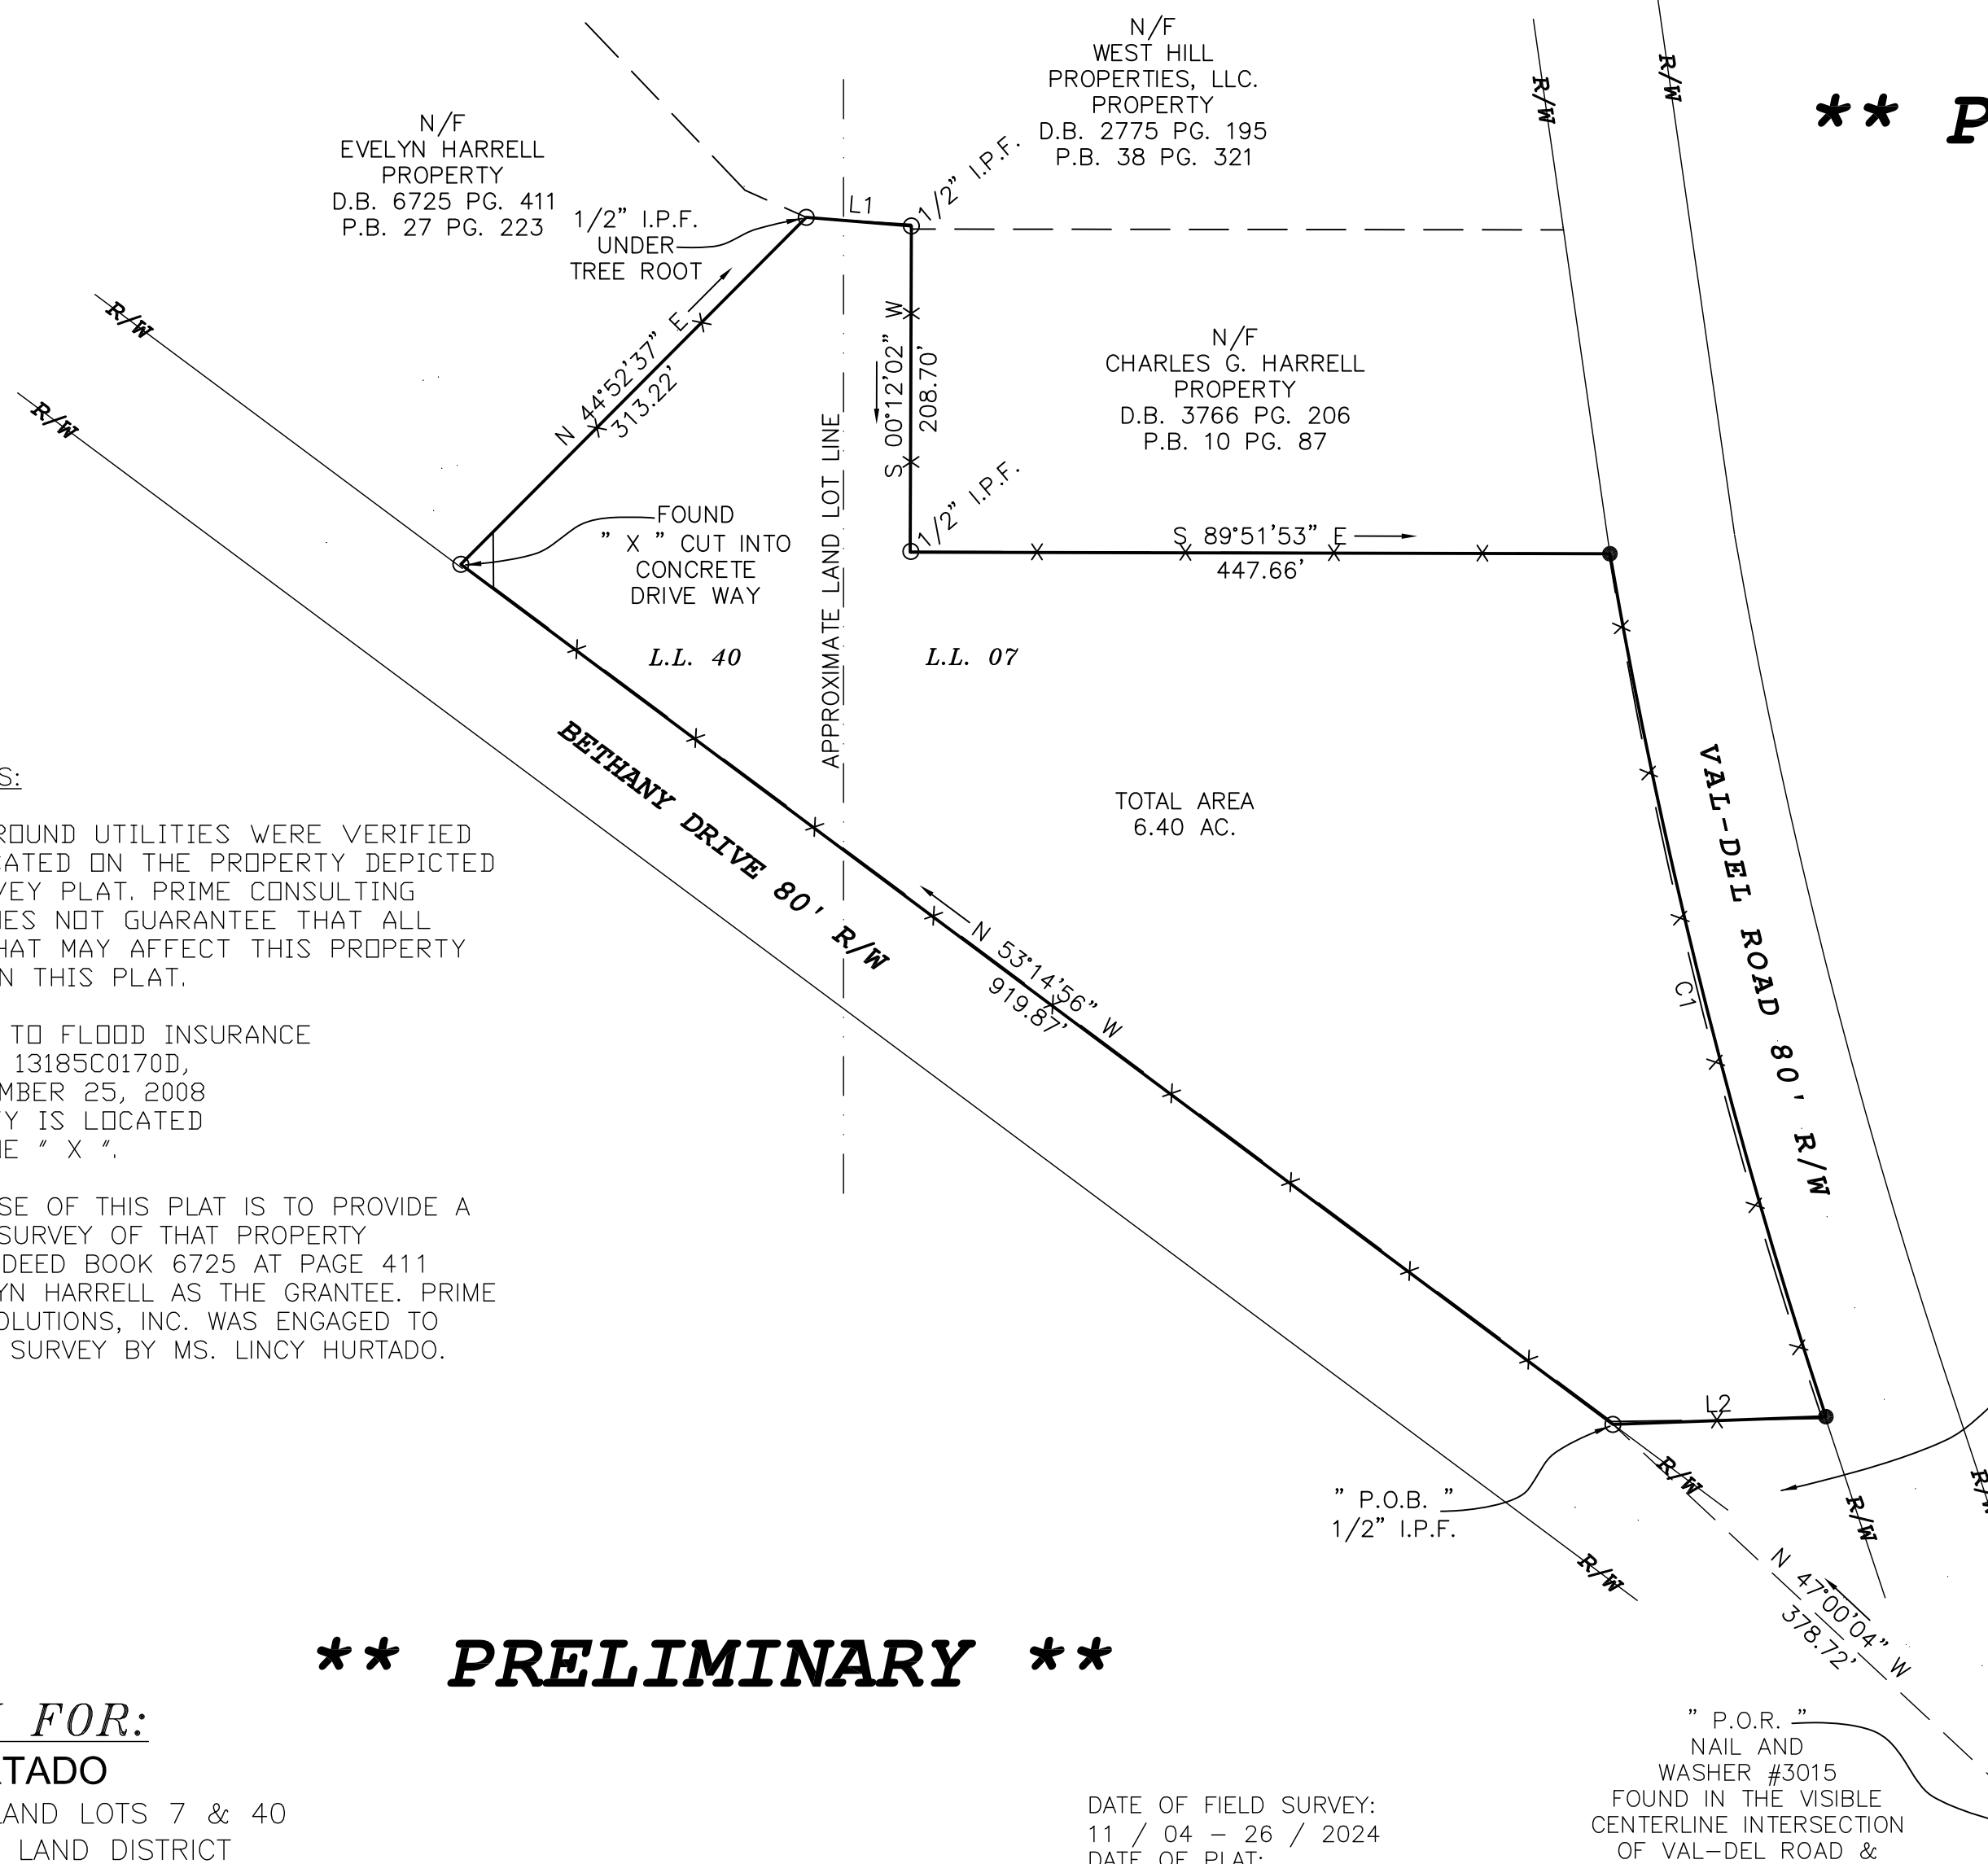 N/F
WEST HILL
PROPERTIES, LLC.
PROPERTY
D.B. 2775 PG. 195
P.B. 38 PG. 321
R/W
R/W
** P
N/F
EVELYN HARRELL
PROPERTY
D.B. 6725 PG. 411
P.B. 27 PG. 223
1/2" I.P.F.
UNDER
TREE ROOT
L1
1/2" I.P.F.
R/W
R/W
N 44°52'37" E
313.22'
S 00°12'02" W
208.70'
N/F
CHARLES G. HARRELL
PROPERTY
D.B. 3766 PG. 206
P.B. 10 PG. 87
1/2" I.P.F.
FOUND
" X " CUT INTO
CONCRETE
DRIVE WAY
APPROXIMATE LAND LOT LINE
S 89°51'53" E
447.66'
L.L. 40
L.L. 07
BETHANY DRIVE 80' R/W
TOTAL AREA
6.40 AC.
VAL-DEL ROAD 80' R/W
C1
N 53°14'56" W
919.87'
S:
ROUND UTILITIES WERE VERIFIED
CATED ON THE PROPERTY DEPICTED
VEY PLAT. PRIME CONSULTING
ES NOT GUARANTEE THAT ALL
HAT MAY AFFECT THIS PROPERTY
N THIS PLAT.
TO FLOOD INSURANCE
13185C0170D,
MBER 25, 2008
Y IS LOCATED
NE " X ".
SE OF THIS PLAT IS TO PROVIDE A
SURVEY OF THAT PROPERTY
DEED BOOK 6725 AT PAGE 411
YN HARRELL AS THE GRANTEE. PRIME
OLUTIONS, INC. WAS ENGAGED TO
SURVEY BY MS. LINCY HURTADO.
L2
" P.O.B. "
1/2" I.P.F.
R/W
R/W
R/W
R/W
N 47°00'04" W
378.72'
** PRELIMINARY **
FOR:
TADO
LAND LOTS 7 & 40
LAND DISTRICT
DATE OF FIELD SURVEY:
11 / 04 - 26 / 2024
DATE OF PLAT:
" P.O.R. "
NAIL AND
WASHER #3015
FOUND IN THE VISIBLE
CENTERLINE INTERSECTION
OF VAL-DEL ROAD &